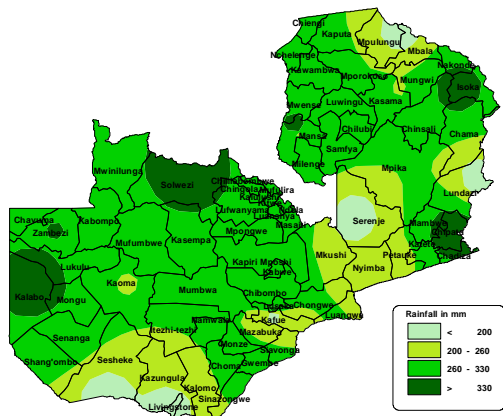 Chiengi
Kaputa
Mpulungu
Mbala
Nchelenge
Nakonde
Kawambwa
Mporokoso
Mungwi
Isoka
Mwense
Luwingu
Kasama
Mansa
Chilubi
Chinsali
Chama
Samfya
Milenge
Mpika
Mwinilunga
Solwezi
Chililabombwe
Chingola
Mufulira
Kalulushi
Lufwanyama
Ndola
Luanshya
Masaiti
Lundazi
Serenje
Mambwe
Chipata
Katete
Chadiza
Petauke
Nyimba
Mkushi
Luangwa
Chavuma
Zambezi
Kabompo
Mufumbwe
Kasempa
Mpongwe
Lukulu
Kalabo
Mongu
Kaoma
Mumbwa
Kapiri Mposhi
Kabwe
Chibombo
Chongwe
Lusaka
Kafue
Senanga
Itezhi-tezhi
Namwala
Mazabuka
Monze
Siavonga
Shang'ombo
Sesheke
Kazungula
Choma
Gwembe
Kalomo
Sinazongwe
Livingstone
Rainfall in mm
< 200
200 - 260
260 - 330
> 330